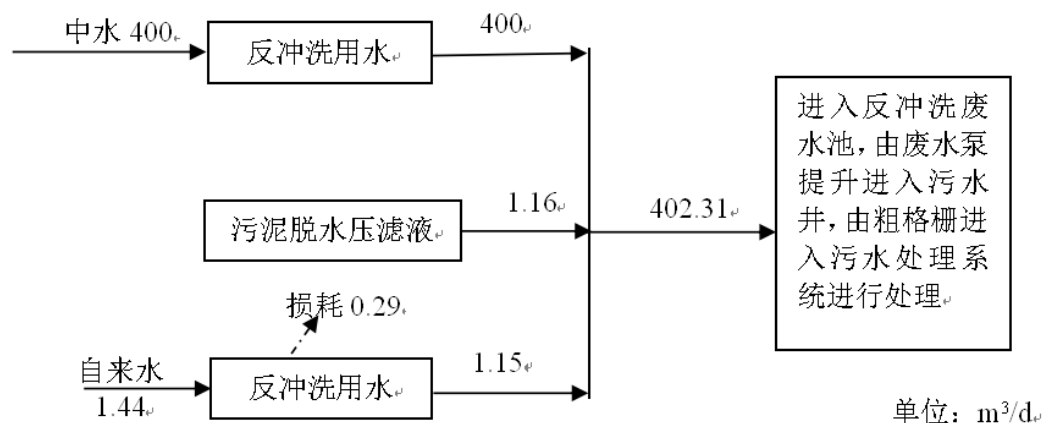 中水 400
反冲洗用水
400
进入反冲洗废
水池，由废水泵
提升进入污水
井，由粗格栅进
入污水处理系
统进行处理
污泥脱水压滤液
1.16
402.31
损耗 0.29
自来水
1.44
反冲洗用水
1.15
单位：m³/d